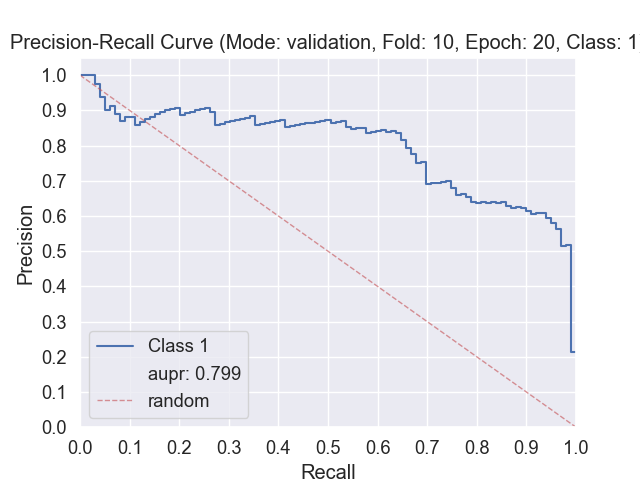 Precision-Recall Curve (Mode: validation, Fold: 10, Epoch: 20, Class: 1
1.0
0.9
0.8
0.7
0.6
0.5
0.4
0.3
0.2
0.1
0.0
Precision
Class 1
aupr: 0.799
random
0.0 0.1 0.2 0.3 0.4 0.5 0.6 0.7 0.8 0.9 1.0
Recall